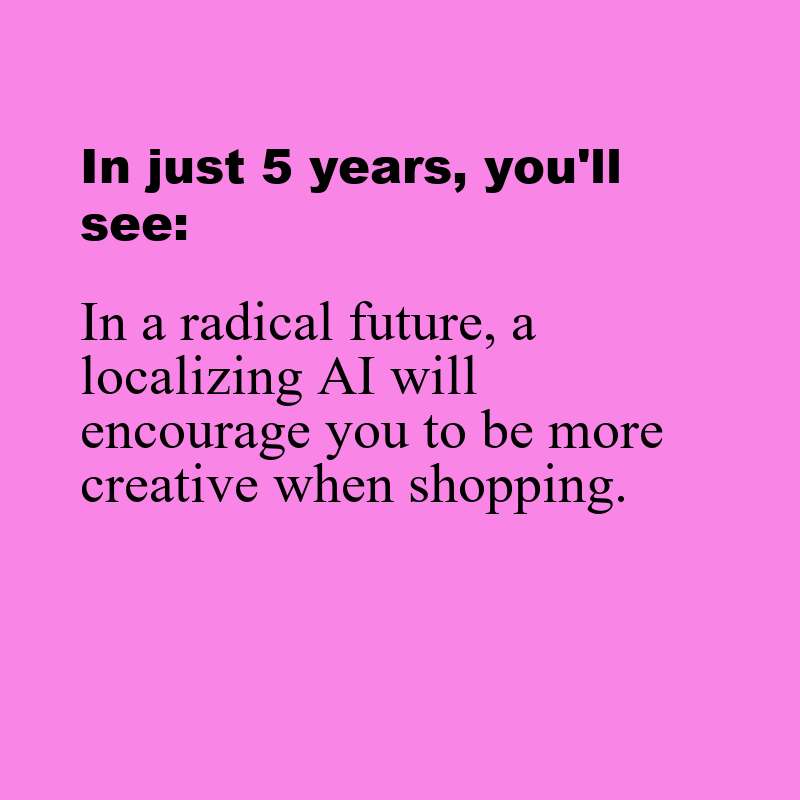 In just 5 years, you'll
see:
In a radical future, a
localizing AI will
encourage you to be more
creative when shopping.